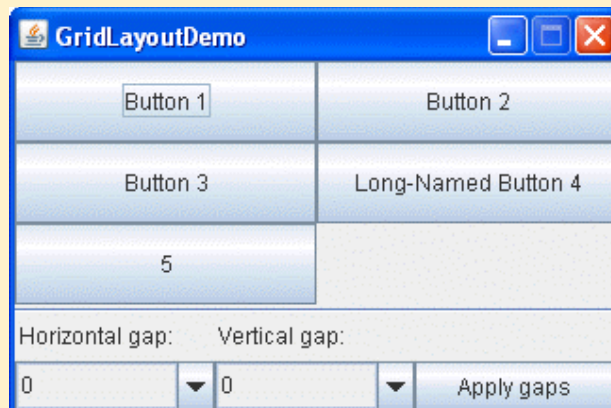 GridLayoutDemo
Button 1 Button 2
Button 3 Long-Named Button 4
5
Horizontal gap: Vertical gap:
0 0 Apply gaps